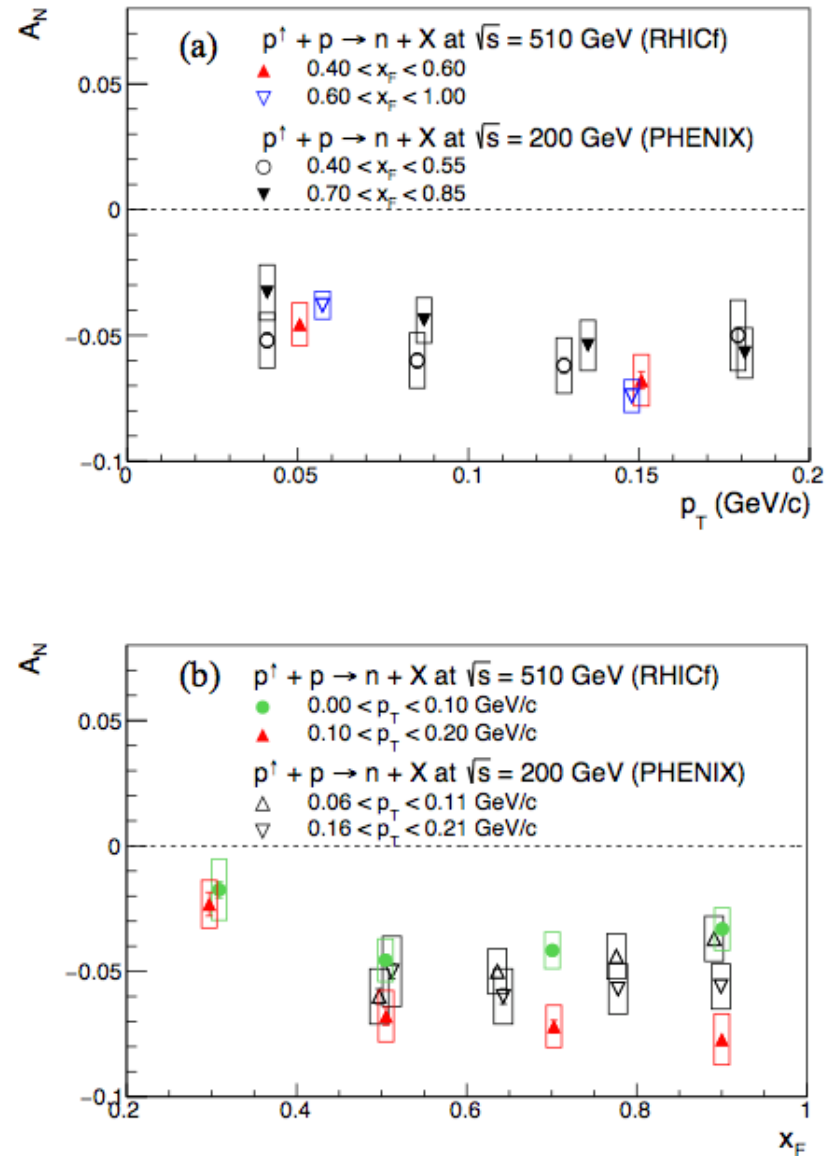 A_N
(a) p↑ + p → n + X at √s = 510 GeV (RHICf)
0.40 < x_F < 0.60
0.60 < x_F < 1.00
p↑ + p → n + X at √s = 200 GeV (PHENIX)
0.40 < x_F < 0.55
0.70 < x_F < 0.85
0.05
0
−0.05
−0.1
0 0.05 0.1 0.15 0.2
p_T (GeV/c)
A_N
(b) p↑ + p → n + X at √s = 510 GeV (RHICf)
0.00 < p_T < 0.10 GeV/c
0.10 < p_T < 0.20 GeV/c
p↑ + p → n + X at √s = 200 GeV (PHENIX)
0.06 < p_T < 0.11 GeV/c
0.16 < p_T < 0.21 GeV/c
0.05
0
−0.05
−0.1
0.2 0.4 0.6 0.8 1
x_F